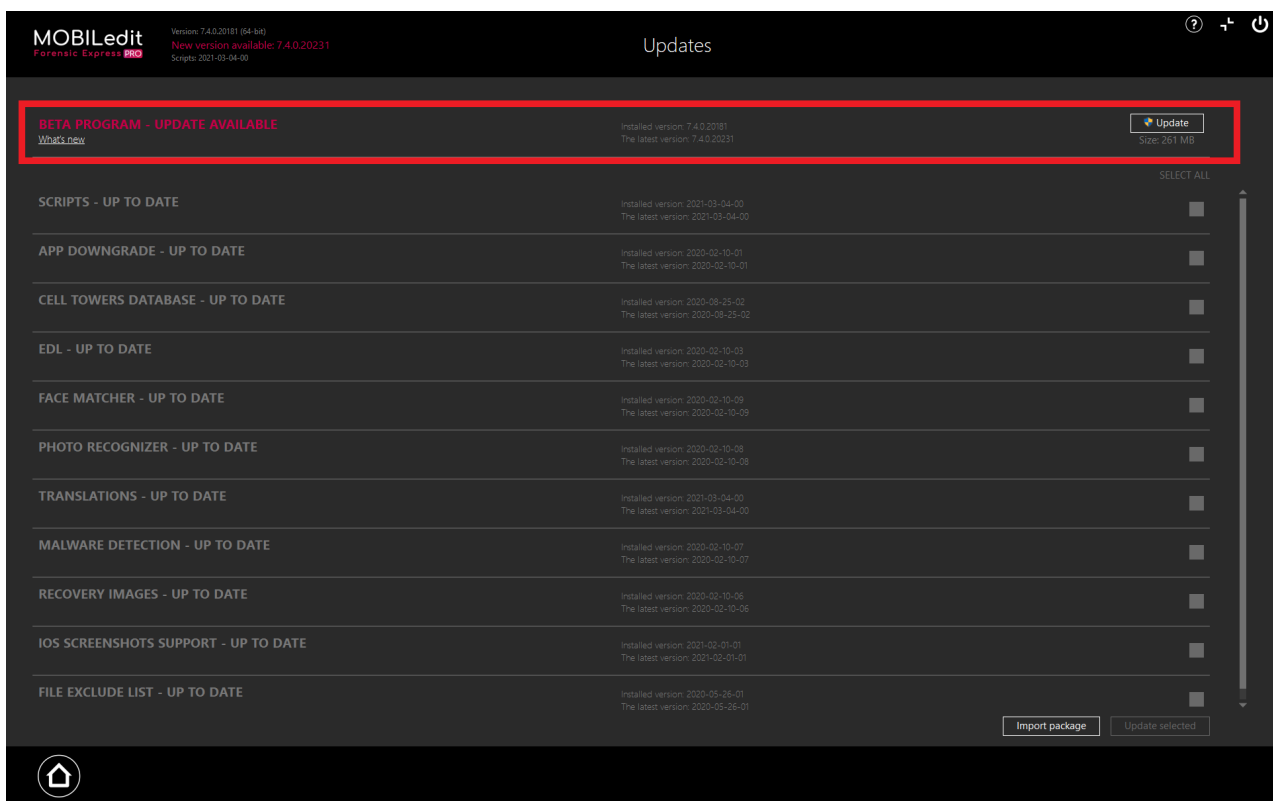 MOBILedit
Forensic Express PRO
Version: 7.4.0.20181 (64-bit)
New version available: 7.4.0.20231
Scripts: 2021-03-04-00
Updates
?
BETA PROGRAM - UPDATE AVAILABLE
What's new
Installed version: 7.4.0.20181
The latest version: 7.4.0.20231
Update
Size: 261 MB
SELECT ALL
SCRIPTS - UP TO DATE
Installed version: 2021-03-04-00
The latest version: 2021-03-04-00
APP DOWNGRADE - UP TO DATE
Installed version: 2020-02-10-01
The latest version: 2020-02-10-01
CELL TOWERS DATABASE - UP TO DATE
Installed version: 2020-08-25-02
The latest version: 2020-08-25-02
EDL - UP TO DATE
Installed version: 2020-02-10-03
The latest version: 2020-02-10-03
FACE MATCHER - UP TO DATE
Installed version: 2020-02-10-09
The latest version: 2020-02-10-09
PHOTO RECOGNIZER - UP TO DATE
Installed version: 2020-02-10-08
The latest version: 2020-02-10-08
TRANSLATIONS - UP TO DATE
Installed version: 2021-03-04-00
The latest version: 2021-03-04-00
MALWARE DETECTION - UP TO DATE
Installed version: 2020-02-10-07
The latest version: 2020-02-10-07
RECOVERY IMAGES - UP TO DATE
Installed version: 2020-02-10-06
The latest version: 2020-02-10-06
IOS SCREENSHOTS SUPPORT - UP TO DATE
Installed version: 2021-02-01-01
The latest version: 2021-02-01-01
FILE EXCLUDE LIST - UP TO DATE
Installed version: 2020-05-26-01
The latest version: 2020-05-26-01
Import package
Update selected